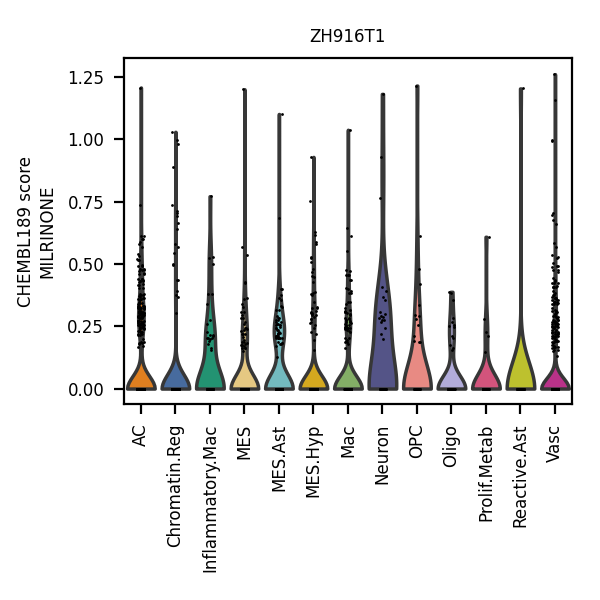 ZH916T1
CHEMBL189 score
MILRINONE
1.25
1.00
0.75
0.50
0.25
0.00
AC
Chromatin.Reg
Inflammatory.Mac
MES
MES.Ast
MES.Hyp
Mac
Neuron
OPC
Oligo
Prolif.Metab
Reactive.Ast
Vasc